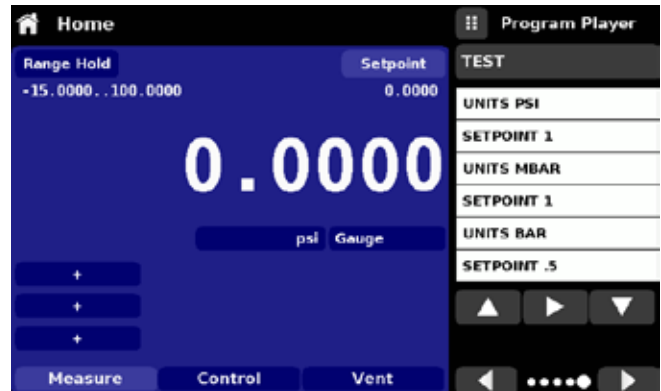 Home
Range Hold
Setpoint
-15.0000..100.0000
0.0000
0.0000
psi
Gauge
+
+
+
Measure
Control
Vent
Program Player
TEST
UNITS PSI
SETPOINT 1
UNITS MBAR
SETPOINT 1
UNITS BAR
SETPOINT .5